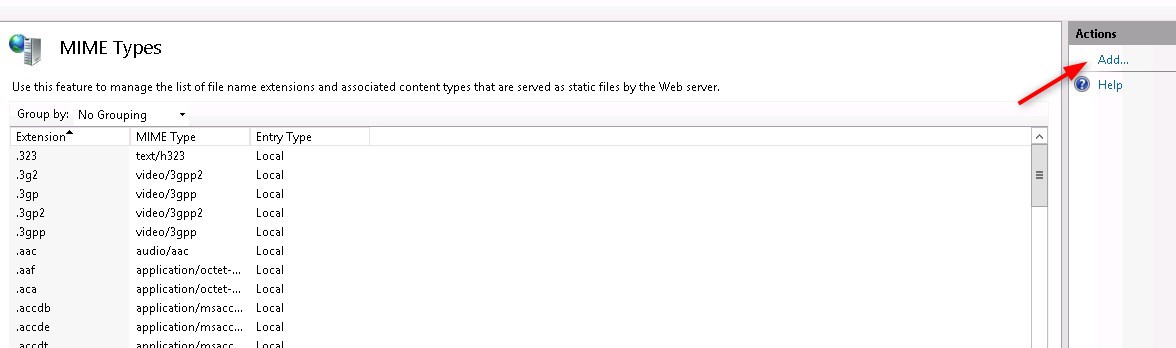 MIME Types
Use this feature to manage the list of file name extensions and associated content types that are served as static files by the Web server.
Group by: No Grouping
Extension MIME Type Entry Type
.323 text/h323 Local
.3g2 video/3gpp2 Local
.3gp video/3gpp Local
.3gp2 video/3gpp2 Local
.3gpp video/3gpp Local
.aac audio/aac Local
.aaf application/octet-... Local
.aca application/octet-... Local
.accdb application/msacc... Local
.accde application/msacc... Local
.accdt application/msacc... Local
Actions
Add...
Help